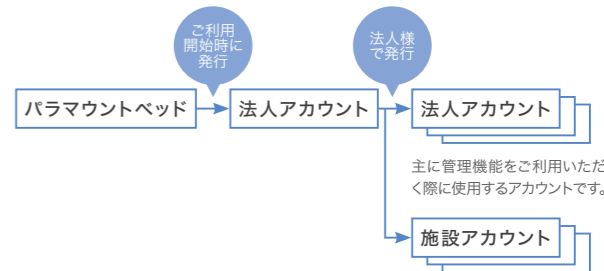 ご利用
開始時に
発行
法人様
で発行
パラマウントベッド
法人アカウント
法人アカウント
主に管理機能をご利用いただ
く際に使用するアカウントです。
施設アカウント